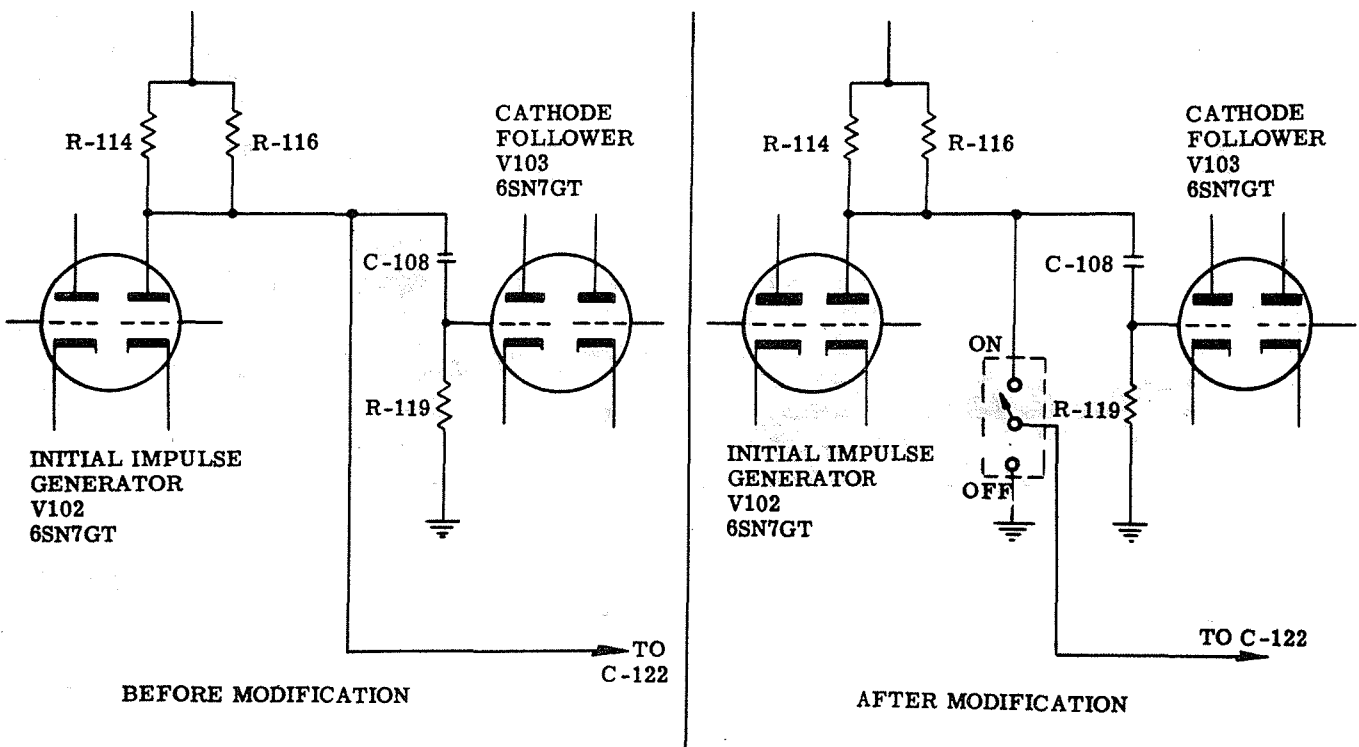 R-114
R-116
CATHODE
FOLLOWER
V103
6SN7GT
C-108
R-119
INITIAL IMPULSE
GENERATOR
V102
6SN7GT
TO
C-122
BEFORE MODIFICATION
R-114
R-116
CATHODE
FOLLOWER
V103
6SN7GT
C-108
ON
R-119
OFF
INITIAL IMPULSE
GENERATOR
V102
6SN7GT
TO C-122
AFTER MODIFICATION